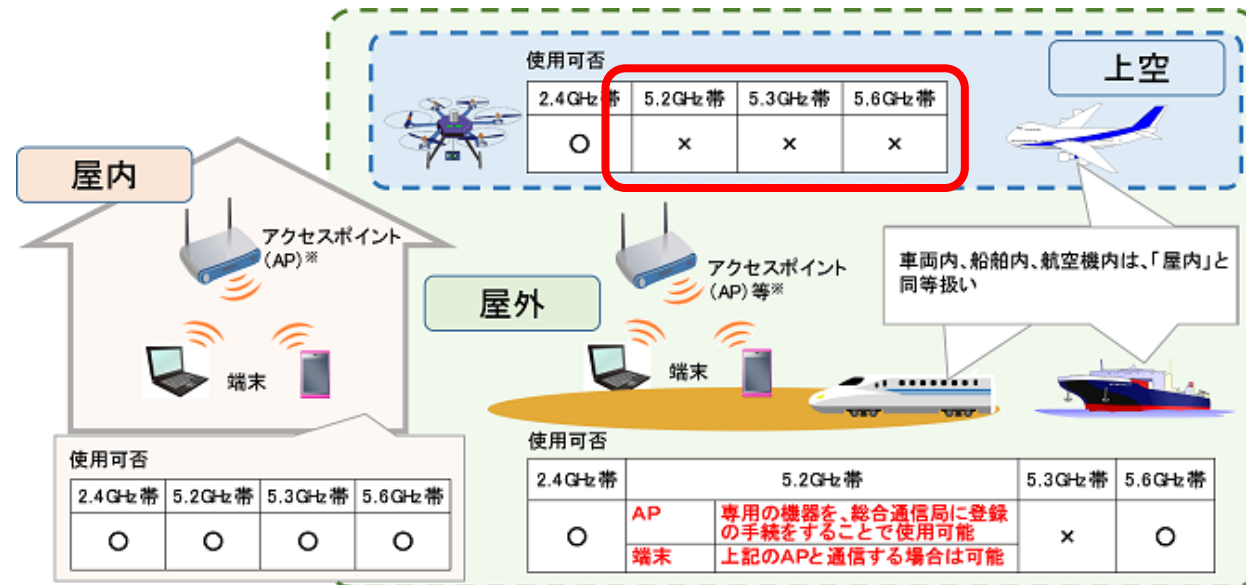 上空
使用可否
2.4GHz帯 5.2GHz帯 5.3GHz帯 5.6GHz帯
○ × × ×
屋内
アクセスポイント
(AP)※
端末
使用可否
2.4GHz帯 5.2GHz帯 5.3GHz帯 5.6GHz帯
○ ○ ○ ○
屋外
アクセスポイント
(AP)等※
端末
車両内、船舶内、航空機内は、「屋内」と
同等扱い
使用可否
2.4GHz帯 5.2GHz帯 5.3GHz帯 5.6GHz帯
○ AP 専用の機器を、総合通信局に登録
の手続をすることで使用可能 × ○
端末 上記のAPと通信する場合は可能